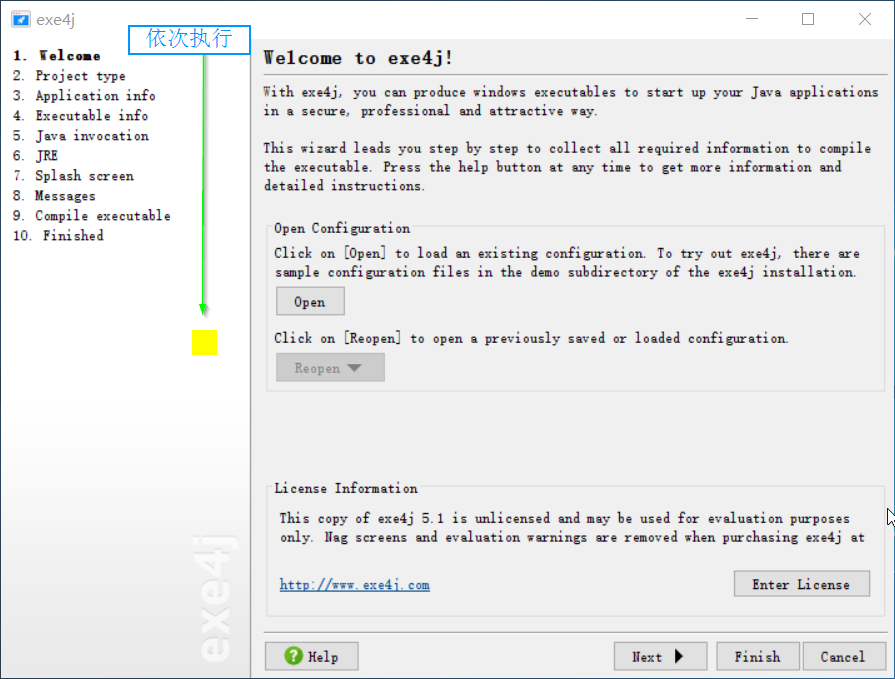 exe4j
依次执行
1. Welcome
2. Project type
3. Application info
4. Executable info
5. Java invocation
6. JRE
7. Splash screen
8. Messages
9. Compile executable
10. Finished
exe4j
Welcome to exe4j!
With exe4j, you can produce windows executables to start up your Java applications
in a secure, professional and attractive way.
This wizard leads you step by step to collect all required information to compile
the executable. Press the help button at any time to get more information and
detailed instructions.
Open Configuration
Click on [Open] to load an existing configuration. To try out exe4j, there are
sample configuration files in the demo subdirectory of the exe4j installation.
Open
Click on [Reopen] to open a previously saved or loaded configuration.
Reopen
License Information
This copy of exe4j 5.1 is unlicensed and may be used for evaluation purposes
only. Nag screens and evaluation warnings are removed when purchasing exe4j at
http://www.exe4j.com
Enter License
Help
Next
Finish
Cancel